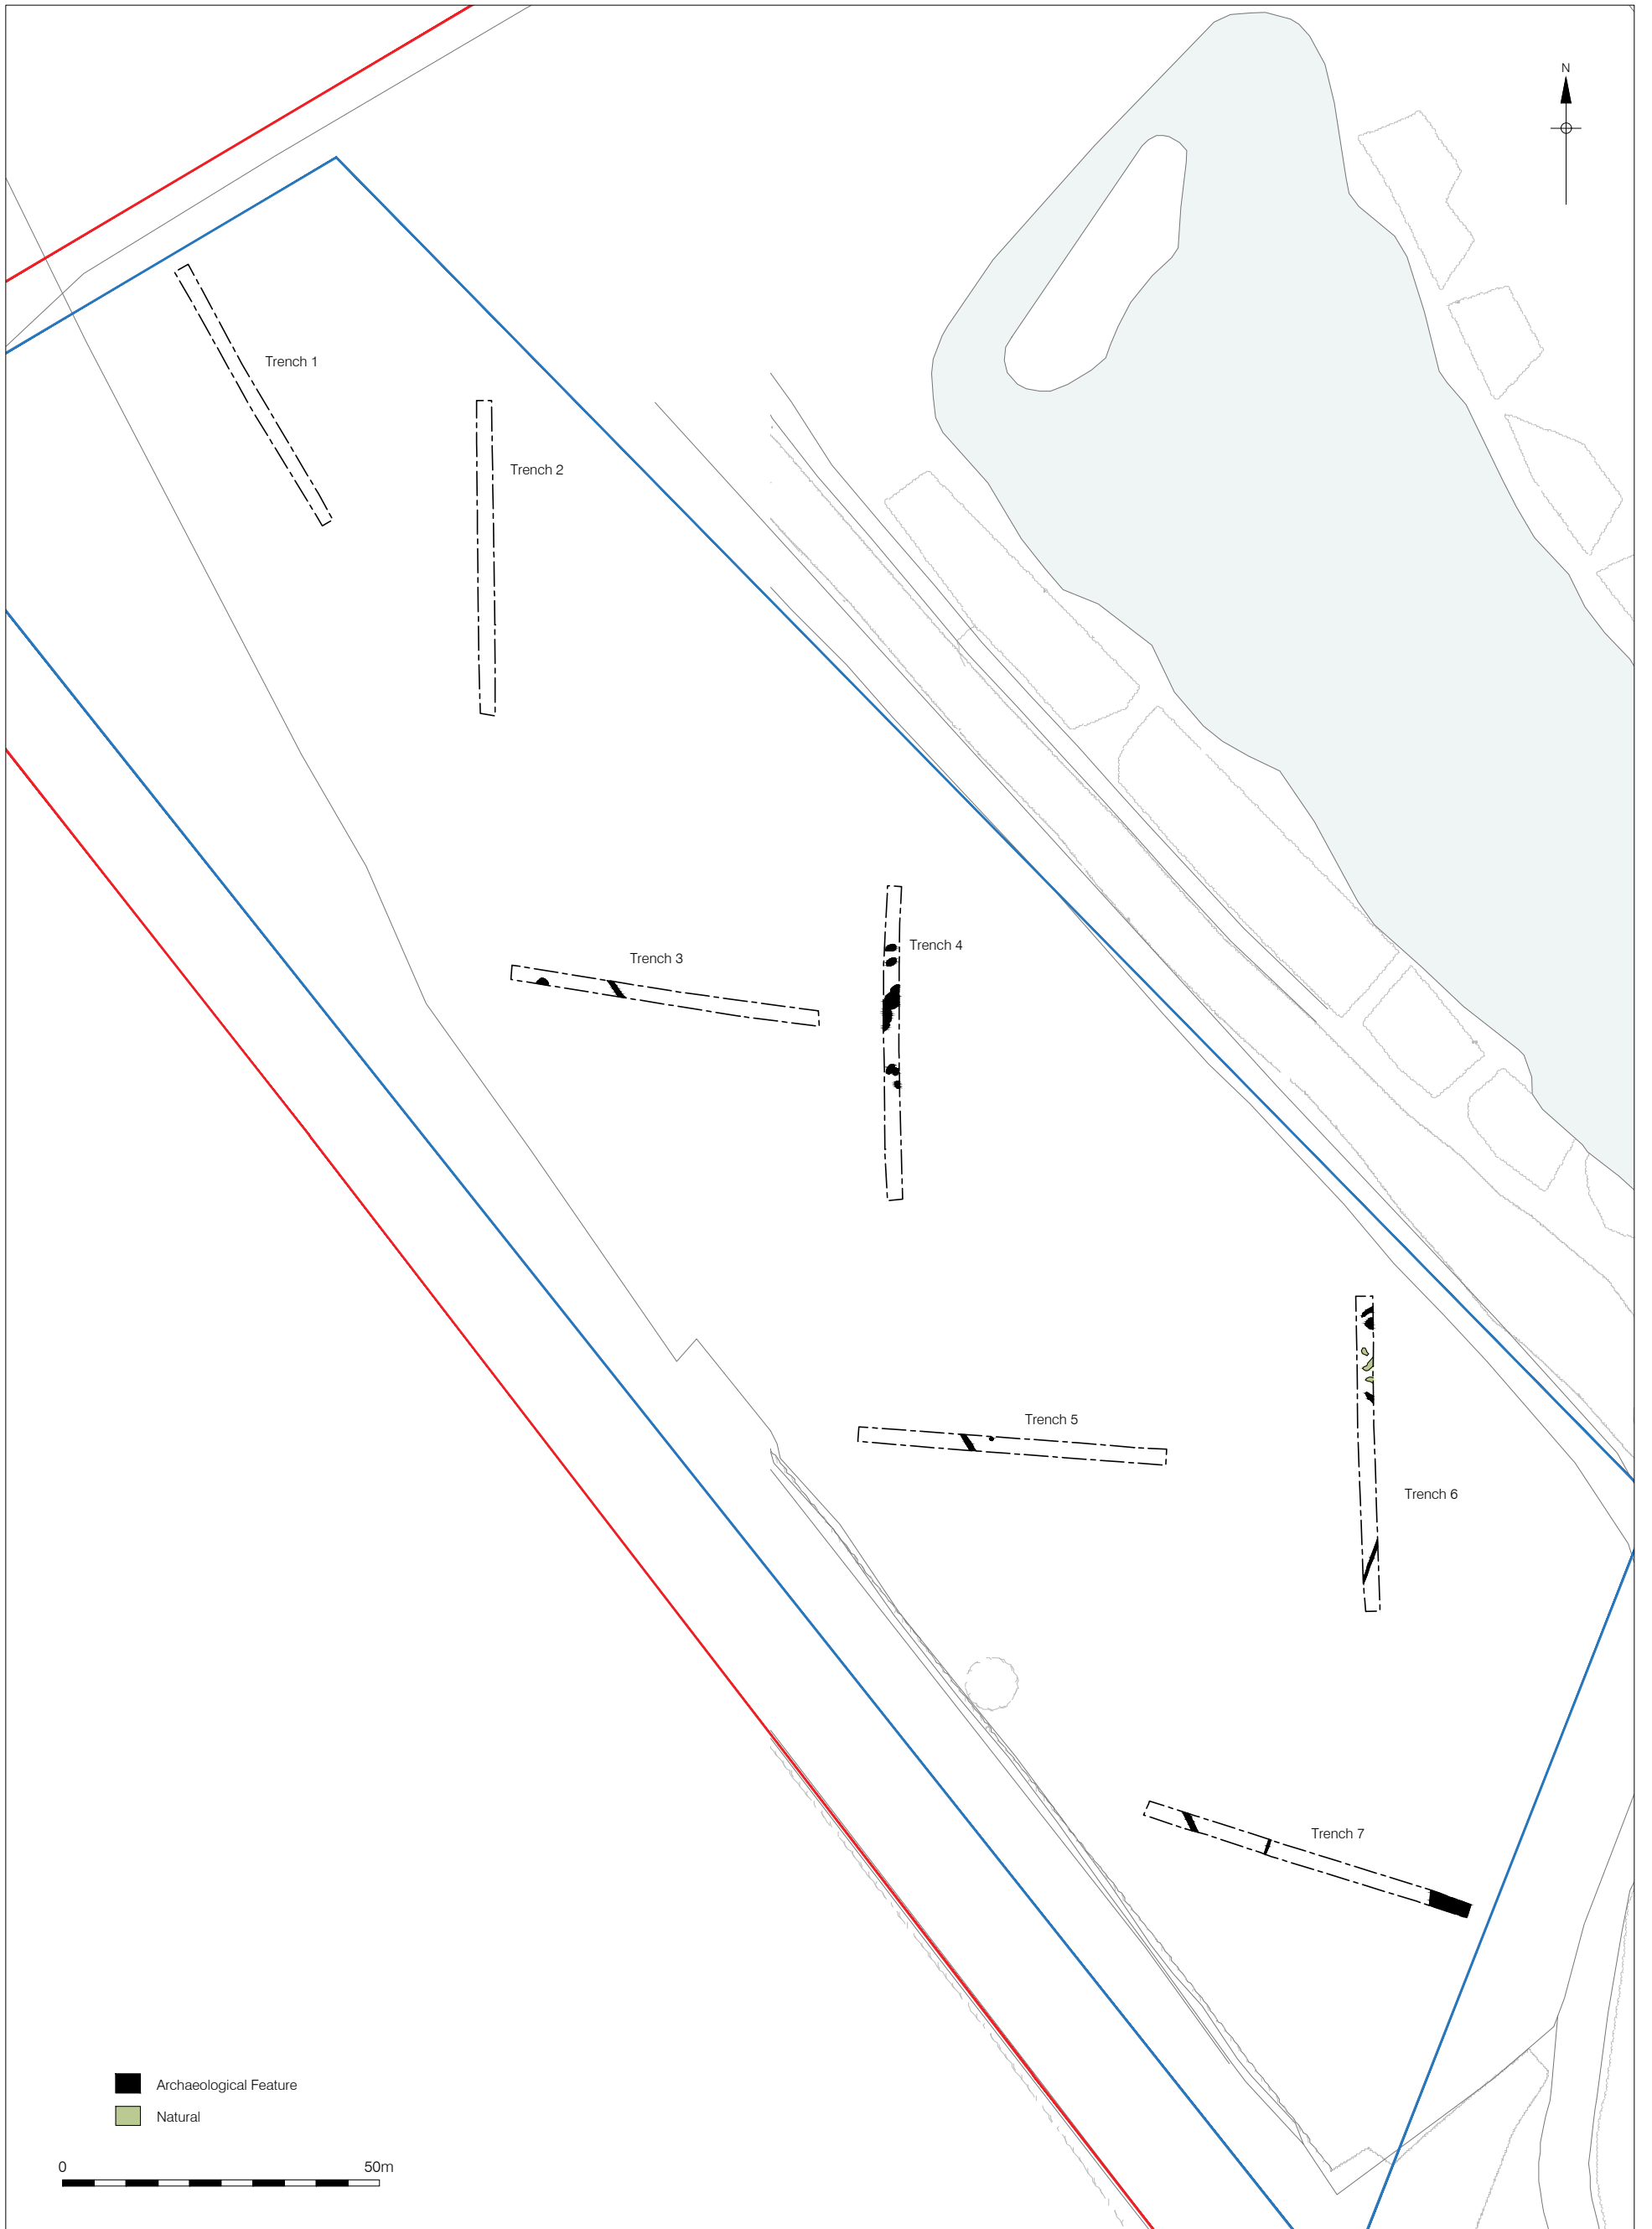 N
Trench 1
Trench 2
Trench 4
Trench 3
Trench 5
Trench 6
Trench 7
Archaeological Feature
Natural
0 50m